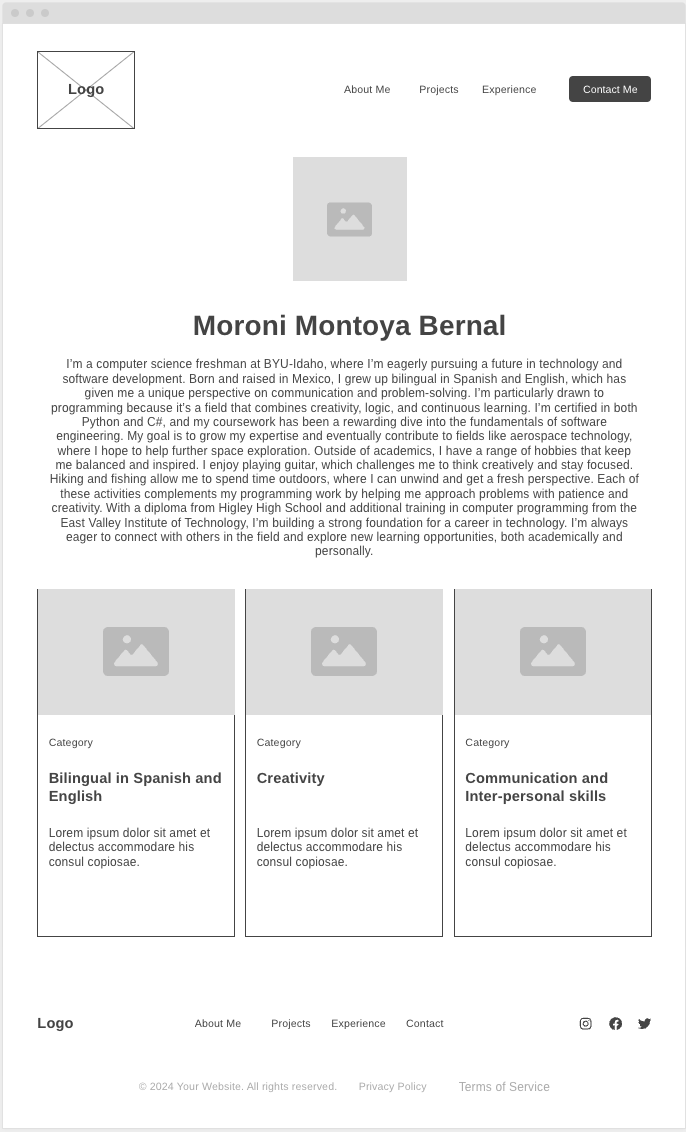 Logo
About Me Projects Experience Contact Me
Moroni Montoya Bernal
I’m a computer science freshman at BYU-Idaho, where I’m eagerly pursuing a future in technology and
software development. Born and raised in Mexico, I grew up bilingual in Spanish and English, which has
given me a unique perspective on communication and problem-solving. I’m particularly drawn to
programming because it’s a field that combines creativity, logic, and continuous learning. I’m certified in both
Python and C#, and my coursework has been a rewarding dive into the fundamentals of software
engineering. My goal is to grow my expertise and eventually contribute to fields like aerospace technology,
where I hope to help further space exploration. Outside of academics, I have a range of hobbies that keep
me balanced and inspired. I enjoy playing guitar, which challenges me to think creatively and stay focused.
Hiking and fishing allow me to spend time outdoors, where I can unwind and get a fresh perspective. Each of
these activities complements my programming work by helping me approach problems with patience and
creativity. With a diploma from Higley High School and additional training in computer programming from the
East Valley Institute of Technology, I’m building a strong foundation for a career in technology. I’m always
eager to connect with others in the field and explore new learning opportunities, both academically and
personally.
Category
Bilingual in Spanish and
English
Lorem ipsum dolor sit amet et
delectus accommodare his
consul copiosae.
Category
Creativity
Lorem ipsum dolor sit amet et
delectus accommodare his
consul copiosae.
Category
Communication and
Inter-personal skills
Lorem ipsum dolor sit amet et
delectus accommodare his
consul copiosae.
Logo
About Me Projects Experience Contact
© 2024 Your Website. All rights reserved. Privacy Policy Terms of Service